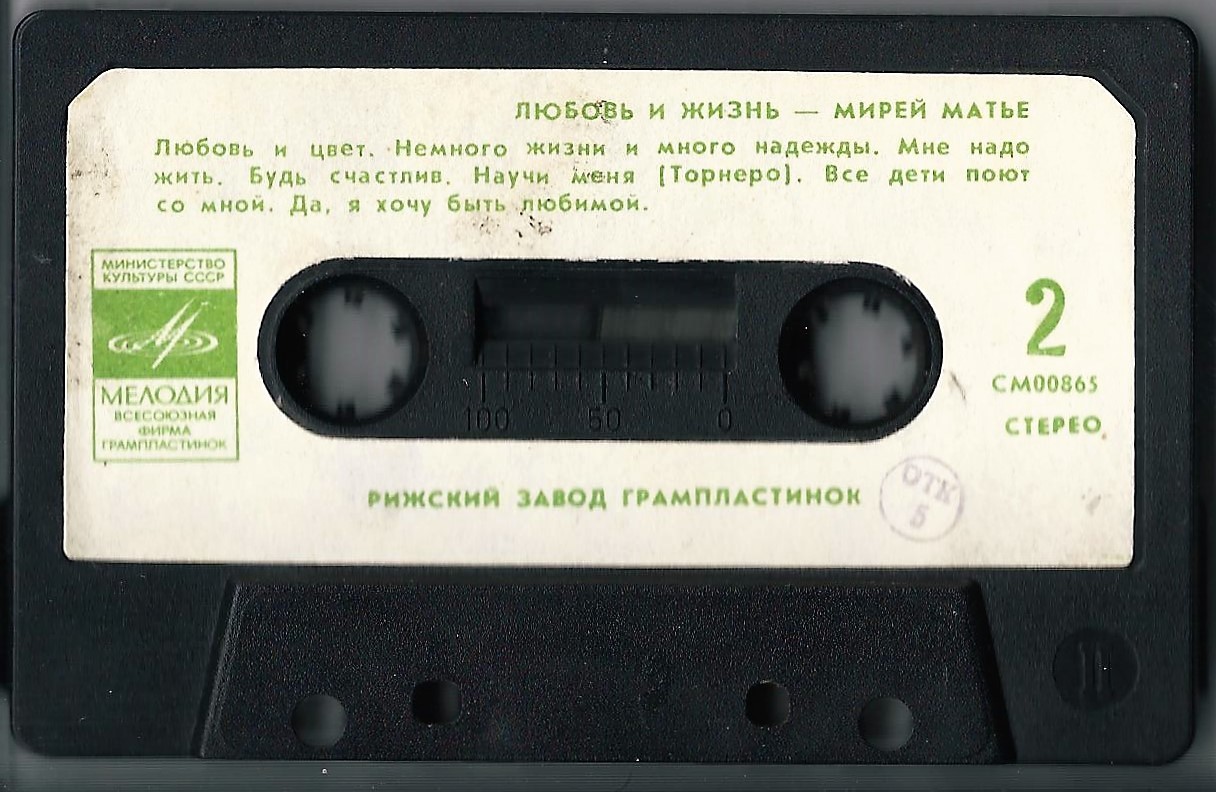 ЛЮБОВЬ И ЖИЗНЬ — МИРЕЙ МАТЬЕ
Любовь и цвет. Немного жизни и много надежды. Мне надо
жить. Будь счастлив. Научи меня (Торнеро). Все дети поют
со мной. Да, я хочу быть любимой.
МИНИСТЕРСТВО
КУЛЬТУРЫ СССР
МЕЛОДИЯ
ВСЕСОЮЗНАЯ
ФИРМА
ГРАМПЛАСТИНОК
100 50 0
2
СМ00865
СТЕРЕО
РИЖСКИЙ ЗАВОД ГРАМПЛАСТИНОК
ОТК
5